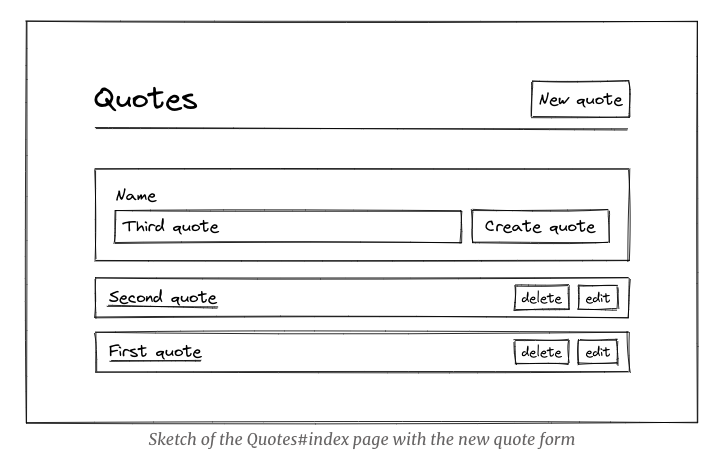 Quotes
New quote
Name
Third quote
Create quote
Second quote
delete
edit
First quote
delete
edit
Sketch of the Quotes#index page with the new quote form